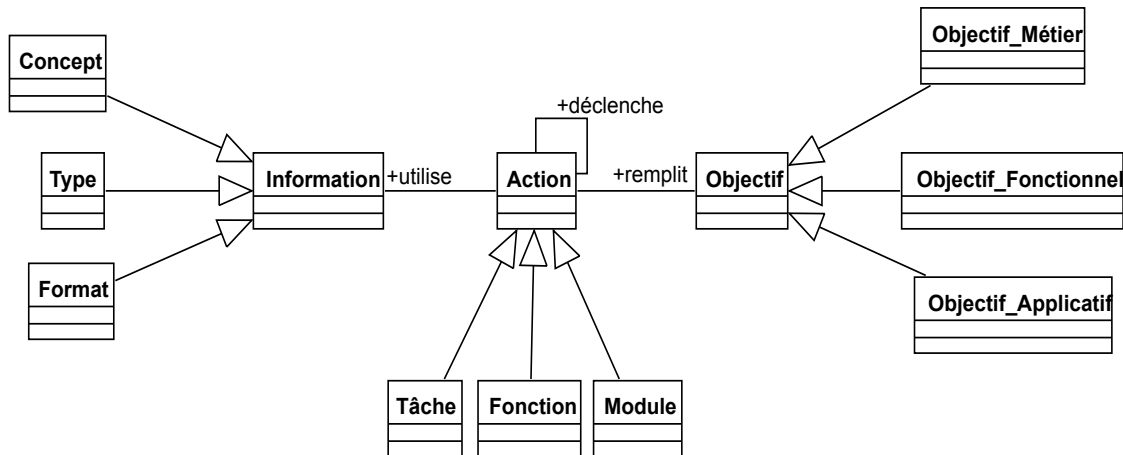 Objectif_Métier
Concept
+déclenche
Type
Information
+utilise
Action
+remplit
Objectif
Objectif_Fonctionnel
Format
Objectif_Applicatif
Tâche
Fonction
Module